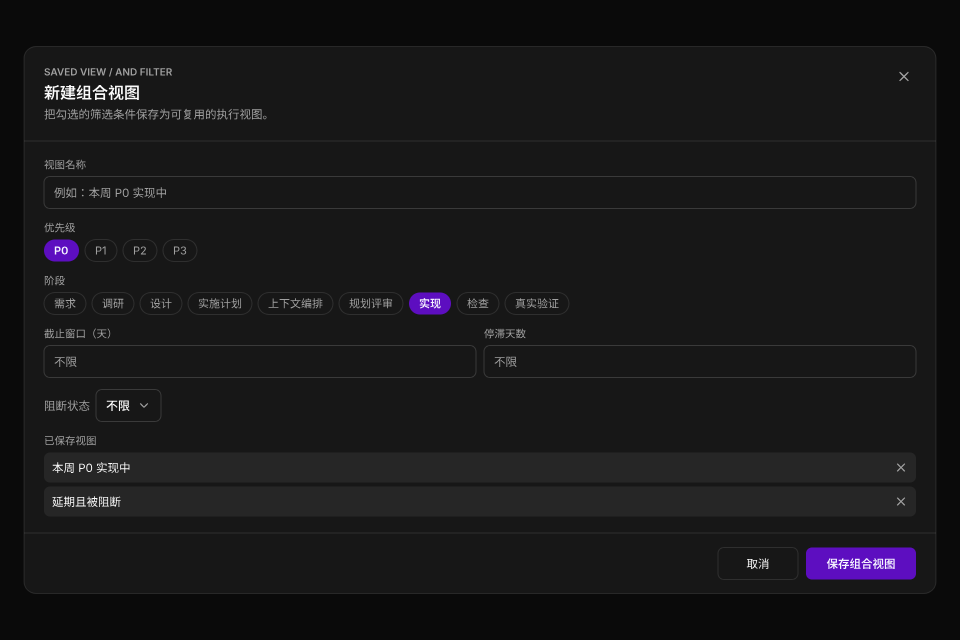 SAVED VIEW / AND FILTER
新建组合视图
把勾选的筛选条件保存为可复用的执行视图。
视图名称
例如：本周 P0 实现中
优先级
P0 P1 P2 P3
阶段
需求 调研 设计 实施计划 上下文编排 规划评审 实现 检查 真实验证
截止窗口（天） 停滞天数
不限 不限
阻断状态 不限
已保存视图
本周 P0 实现中
延期且被阻断
取消 保存组合视图